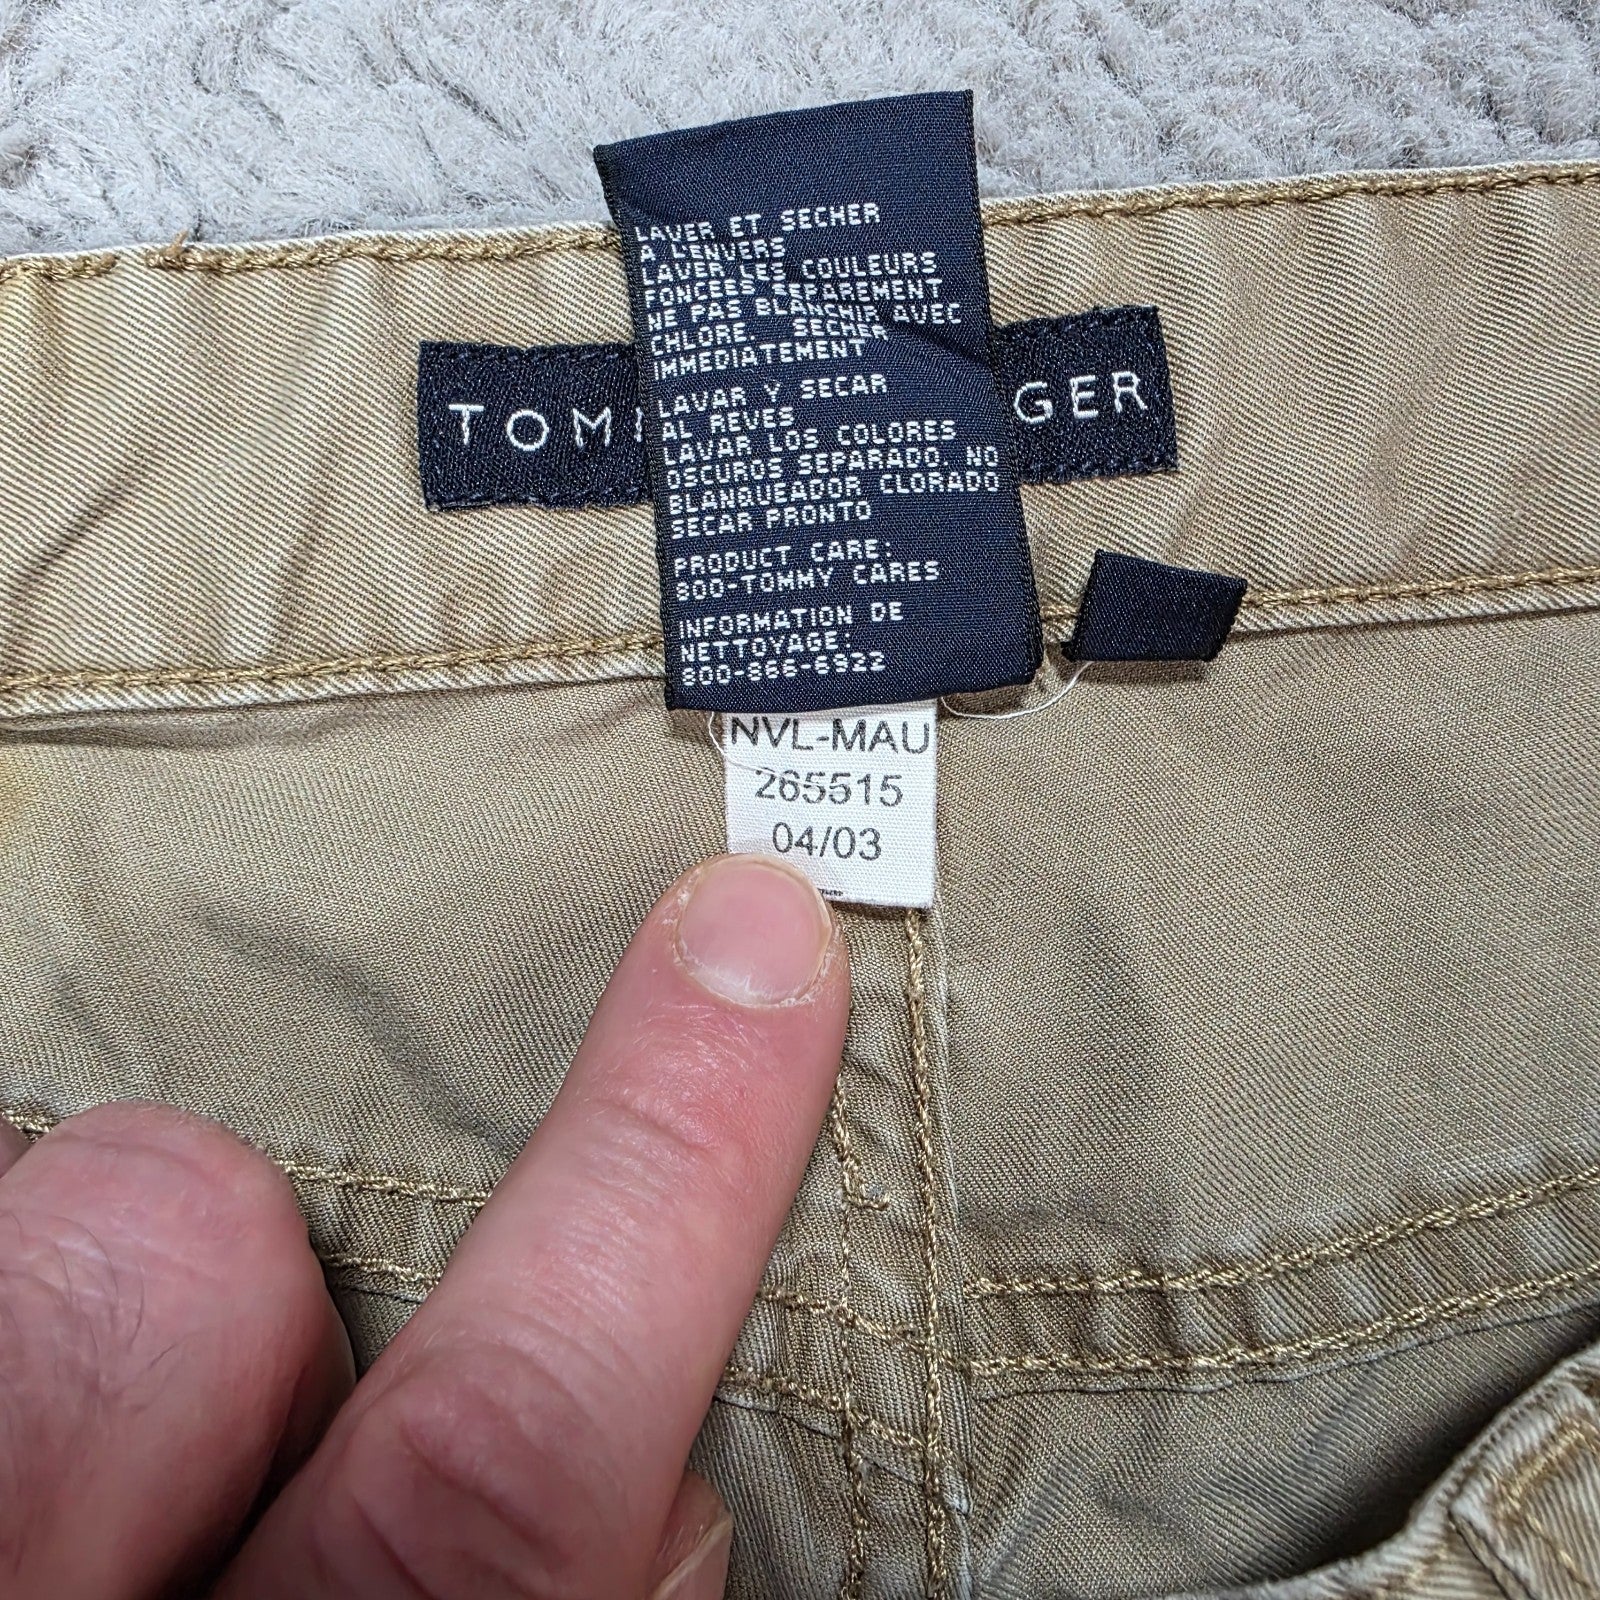 LAVER ET SECHER
A L'ENVERS
LAVER LES COULEURS
FONCEES SEPAREMENT
NE PAS BLANCHIR AVEC
CHLORE. SECHER
IMMEDIATEMENT
LAVAR Y SECAR
AL REVES
LAVAR LOS COLORES
OSCUROS SEPARADO. NO
BLANQUEADOR CLORADO
SECAR PRONTO
PRODUCT CARE:
800-TOMMY CARES
INFORMATION DE
NETTOYAGE:
800-866-6922
TOM GER
NVL-MAU
265515
04/03